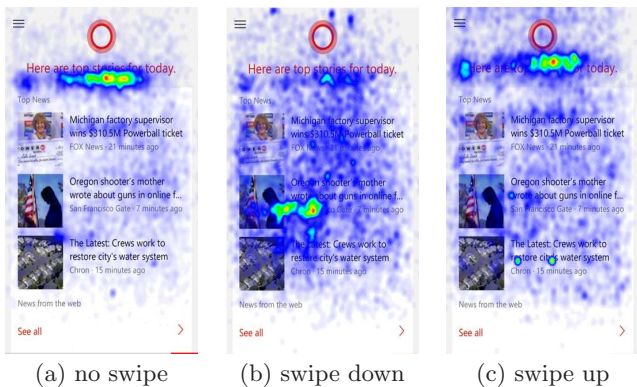 Here are top stories for today.
Top News
Michigan factory supervisor
wins $310.5M Powerball ticket
FOX News · 21 minutes ago
Oregon shooter's mother
wrote about guns in online f...
San Francisco Gate · 7 minutes ago
The Latest: Crews work to
restore city's water system
Chron · 15 minutes ago
News from the web
See all
(a) no swipe
Here are top stories for today.
Top News
Michigan factory supervisor
wins $310.5M Powerball ticket
FOX News · 21 minutes ago
Oregon shooter's mother
wrote about guns in online f...
Gate · 7 minutes ago
The Latest: Crews work to
restore city's water system
Chron · 15 minutes ago
News from the web
See all
(b) swipe down
Here are top stories for today.
Top News
Michigan factory supervisor
wins $310.5M Powerball ticket
FOX News · 21 minutes ago
Oregon shooter's mother
wrote about guns in online f...
San Francisco Gate · 7 minutes ago
The Latest: Crews work to
restore city's water system
Chron · 15 minutes ago
News from the web
See all
(c) swipe up